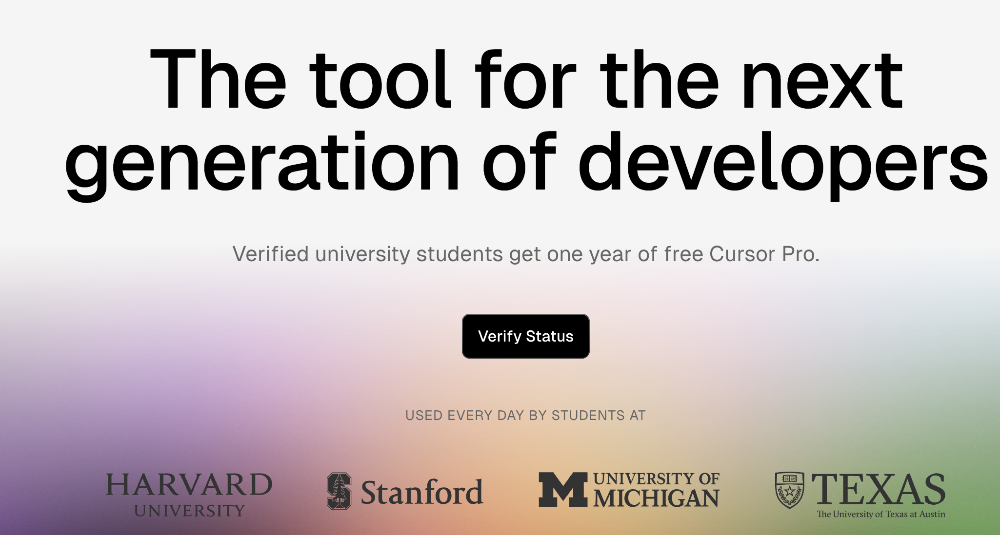 The tool for the next
generation of developers
Verified university students get one year of free Cursor Pro.
Verify Status
USED EVERY DAY BY STUDENTS AT
HARVARD
UNIVERSITY
S Stanford
M UNIVERSITY OF
MICHIGAN
TEXAS
The University of Texas at Austin